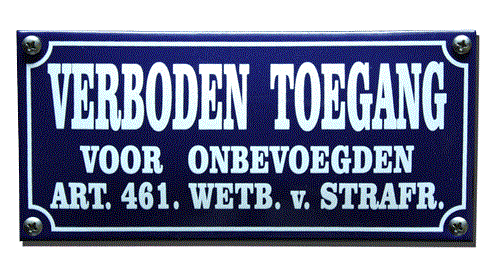 VERBODEN TOEGANG
VOOR ONBEVOEGDEN
ART. 461. WETB. v. STRAFR.